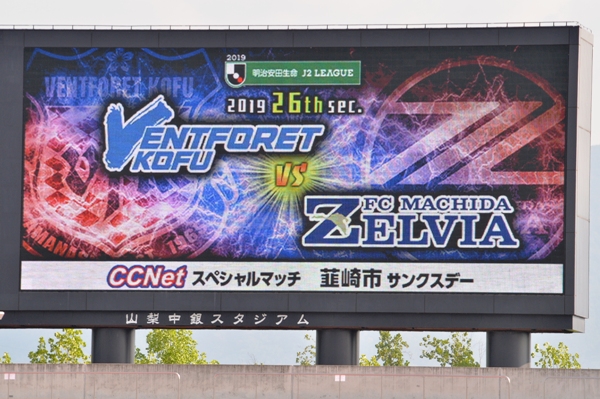 VENTFORET KOFU
2019
明治安田生命 J2 LEAGUE
2019 26th sec.
VENTFORET
KOFU
VS
FC MACHIDA
ZELVIA
CCNet スペシャルマッチ 韮崎市 サンクスデー
山梨中銀スタジアム